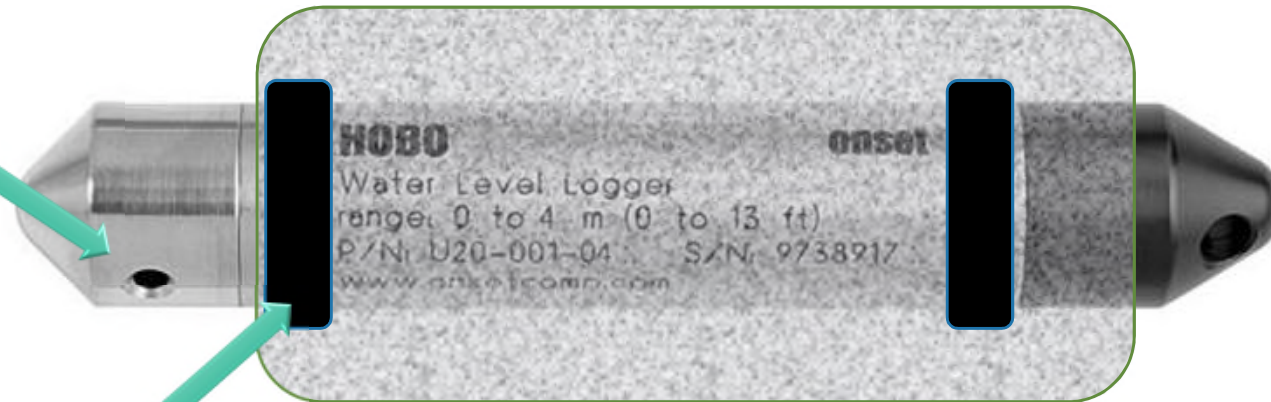 HOBO onset
Water Level Logger
range: 0 to 4 m (0 to 13 ft)
P/N: U20-001-04 S/N: 9738917
www.onsetcomp.com